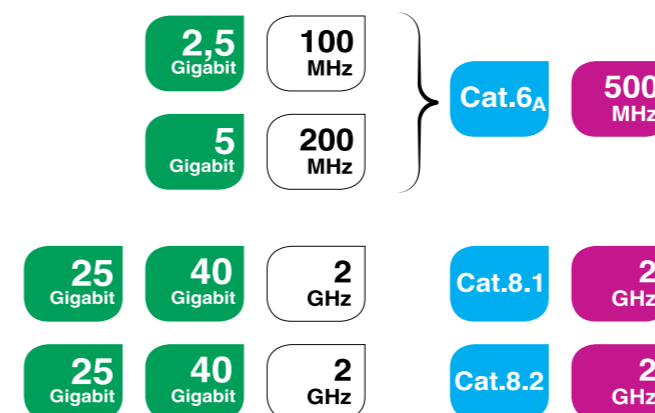 2,5 Gigabit 100 MHz
5 Gigabit 200 MHz
Cat.6A 500 MHz
25 Gigabit 40 Gigabit 2 GHz Cat.8.1 2 GHz
25 Gigabit 40 Gigabit 2 GHz Cat.8.2 2 GHz